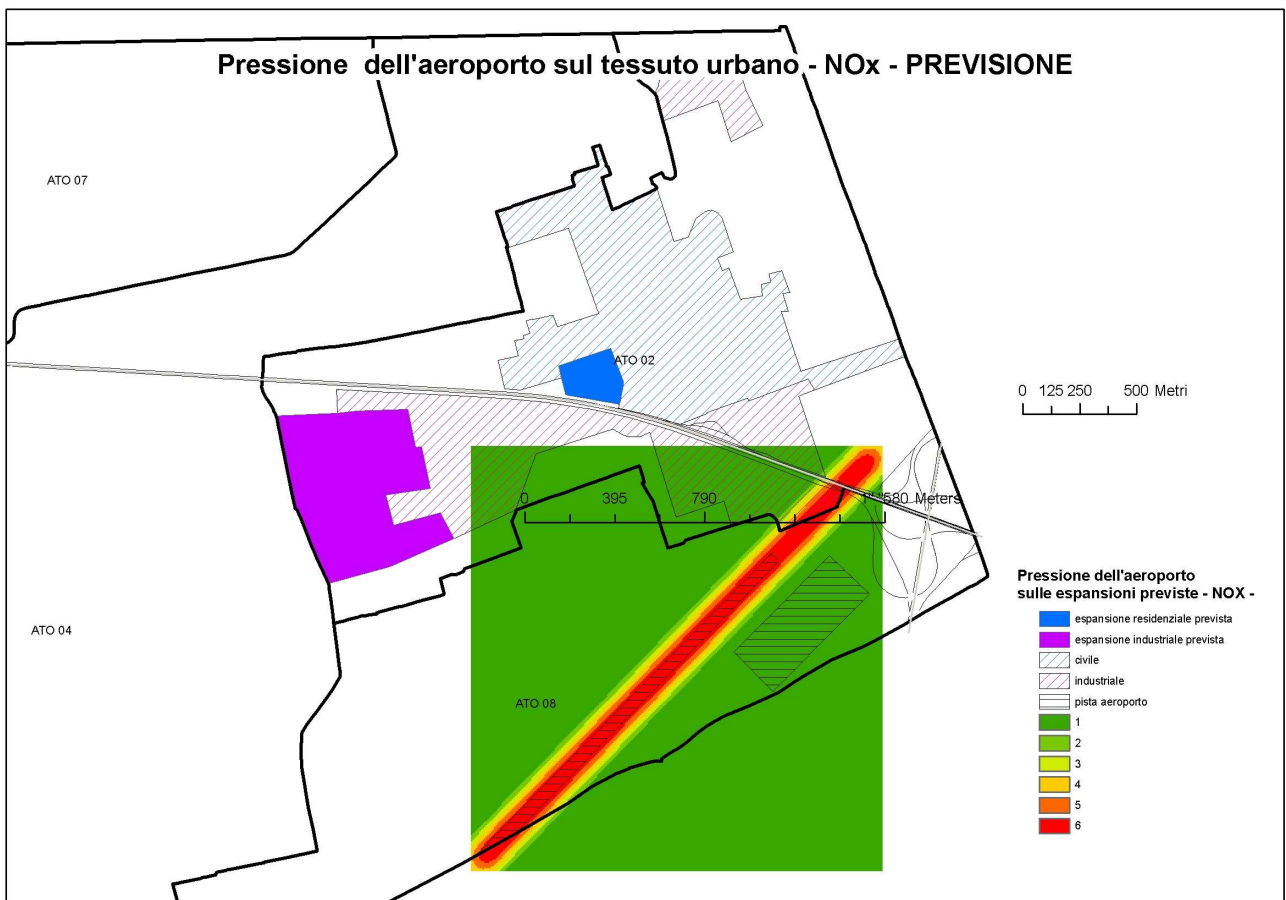 Pressione dell'aeroporto sul tessuto urbano - NOx - PREVISIONE
ATO 07
ATO 02
0 125 250 500 Metri
0 395 790 580 Meters
ATO 04
ATO 08
Pressione dell'aeroporto
sulle espansioni previste - NOX -
espansione residenziale prevista
espansione industriale prevista
civile
industriale
pista aeroporto
1
2
3
4
5
6